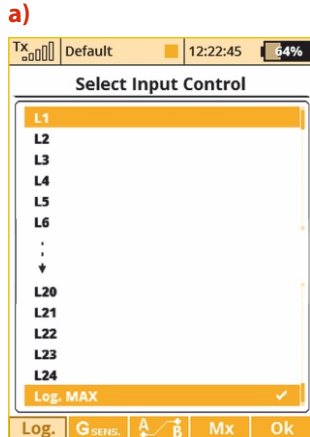 a)
Tx Default 12:22:45 64%
Select Input Control
L1
L2
L3
L4
L5
L6
L20
L21
L22
L23
L24
Log. MAX
Log. G SENS. A B Mx Ok